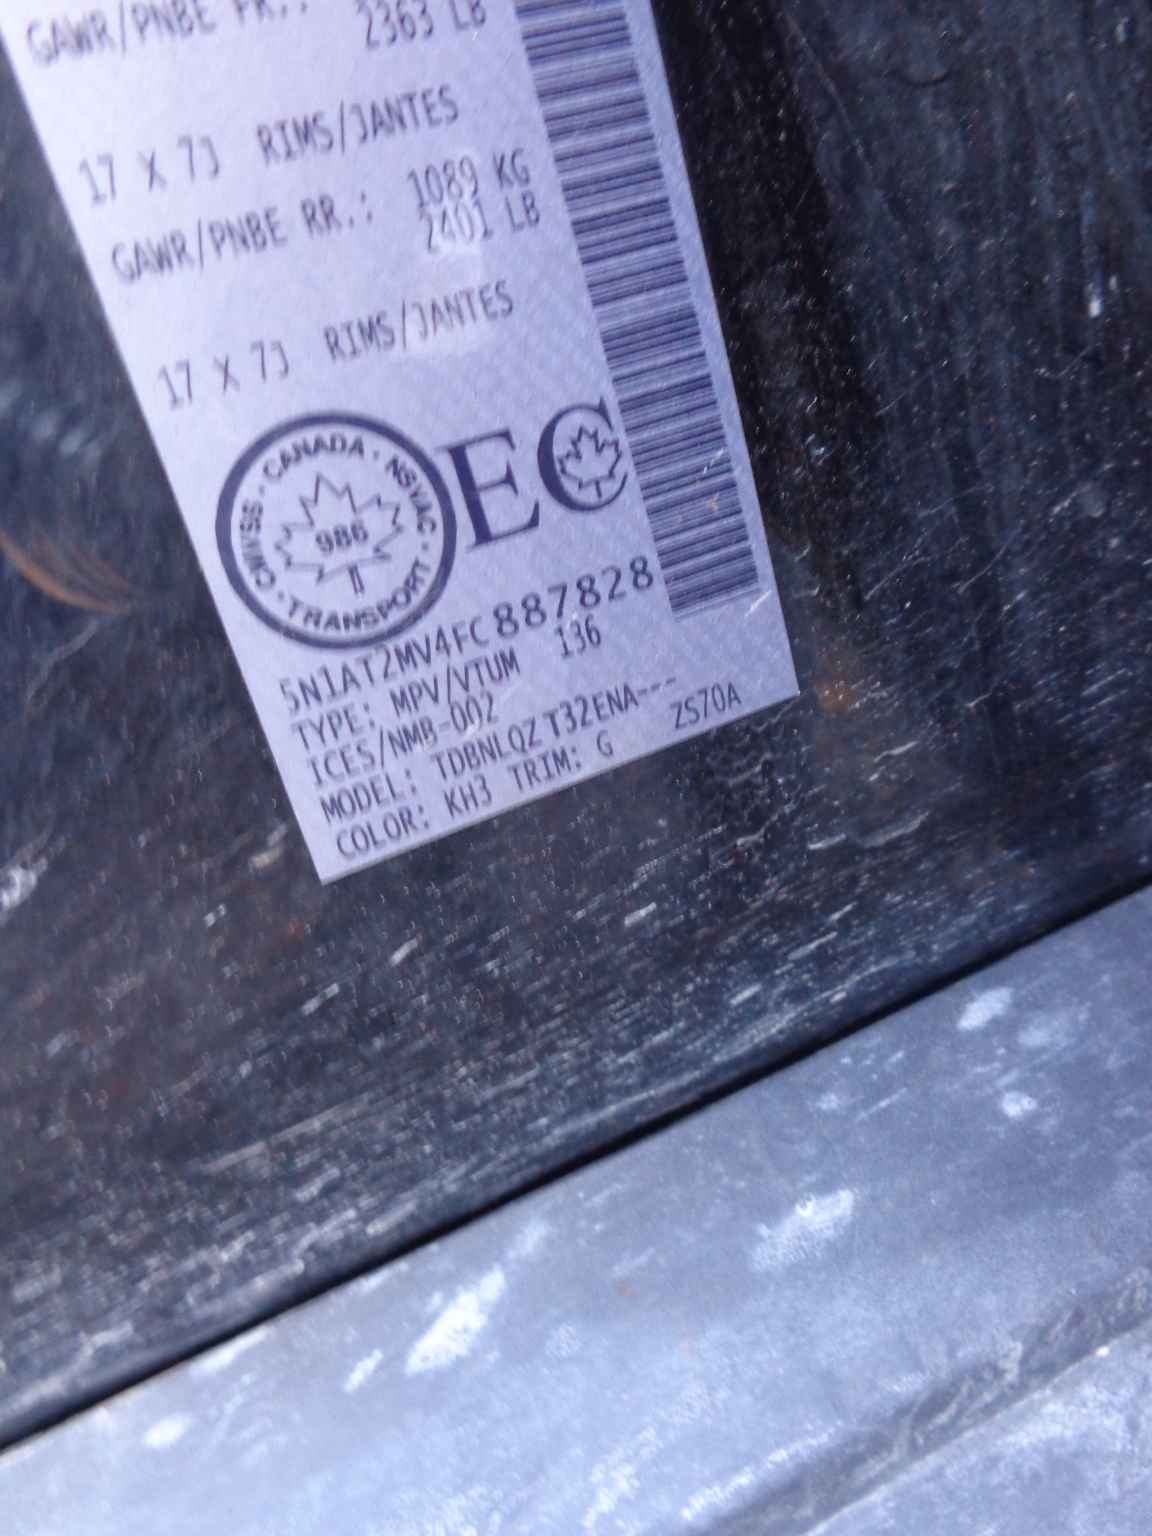 GAWR/PNBE FR.:
2363 LB
17 X 7J RIMS/JANTES
GAWR/PNBE RR.: 1089 KG
2401 LB
17 X 7J RIMS/JANTES
CANADA · NSVAC · TRANSPORT · CMVSS ·
986
EC
5N1AT2MV4FC887828
TYPE: MPV/VTUM 136
ICES/NMB-002
MODEL: TDBNLQZ T32ENA---
COLOR: KH3 TRIM: G ZS70A